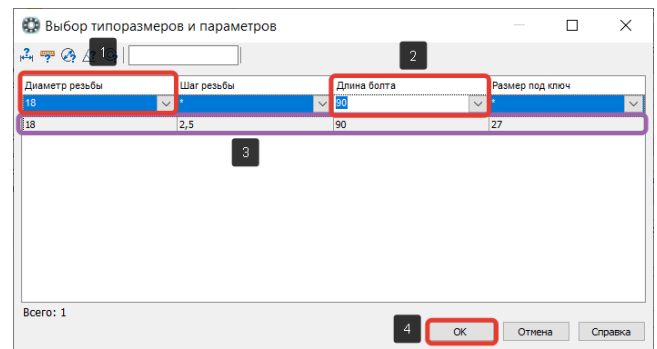 Выбор типоразмеров и параметров
1
2
Диаметр резьбы Шаг резьбы Длина болта Размер под ключ
18 * 90 *
18 2,5 90 27
3
Всего: 1
4 OK Отмена Справка